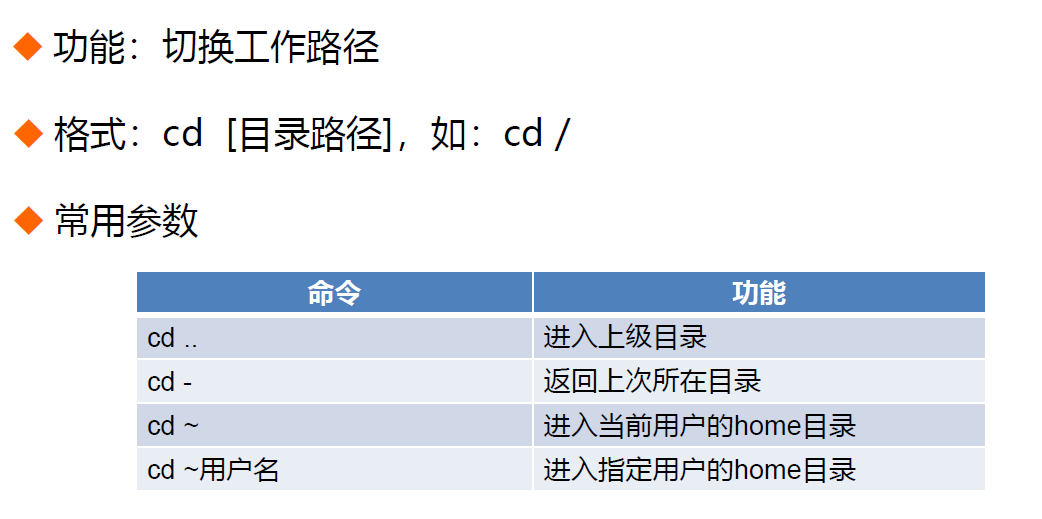 功能：切换工作路径
格式：cd [目录路径]，如：cd /
常用参数
命令 功能
cd .. 进入上级目录
cd - 返回上次所在目录
cd ~ 进入当前用户的home目录
cd ~用户名 进入指定用户的home目录